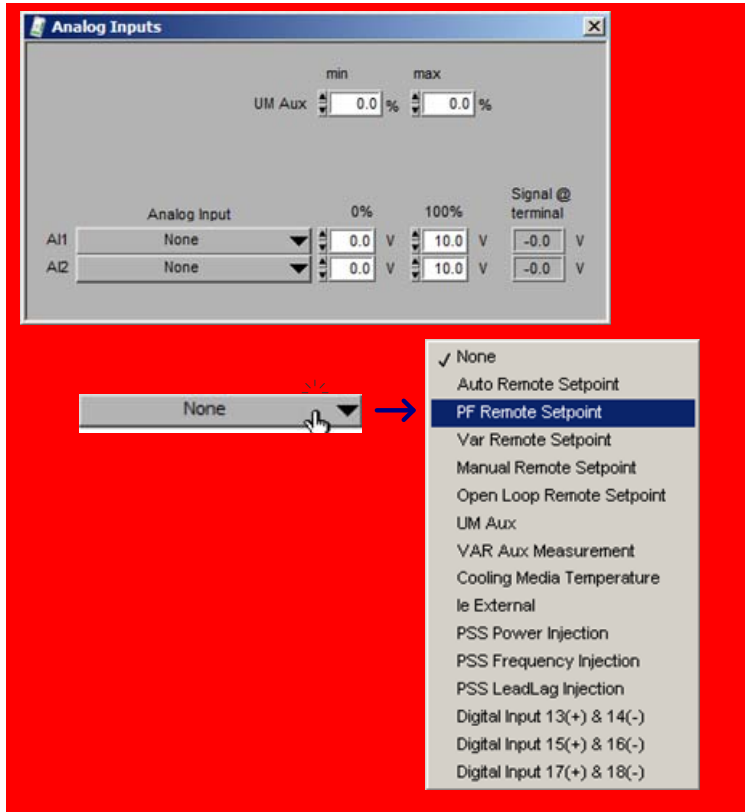 Analog Inputs
min max
UM Aux 0.0 % 0.0 %
Signal @
Analog Input 0% 100% terminal
AI1 None 0.0 V 10.0 V -0.0 V
AI2 None 0.0 V 10.0 V -0.0 V
None
None
Auto Remote Setpoint
PF Remote Setpoint
Var Remote Setpoint
Manual Remote Setpoint
Open Loop Remote Setpoint
UM Aux
VAR Aux Measurement
Cooling Media Temperature
Ie External
PSS Power Injection
PSS Frequency Injection
PSS LeadLag Injection
Digital Input 13(+) & 14(-)
Digital Input 15(+) & 16(-)
Digital Input 17(+) & 18(-)